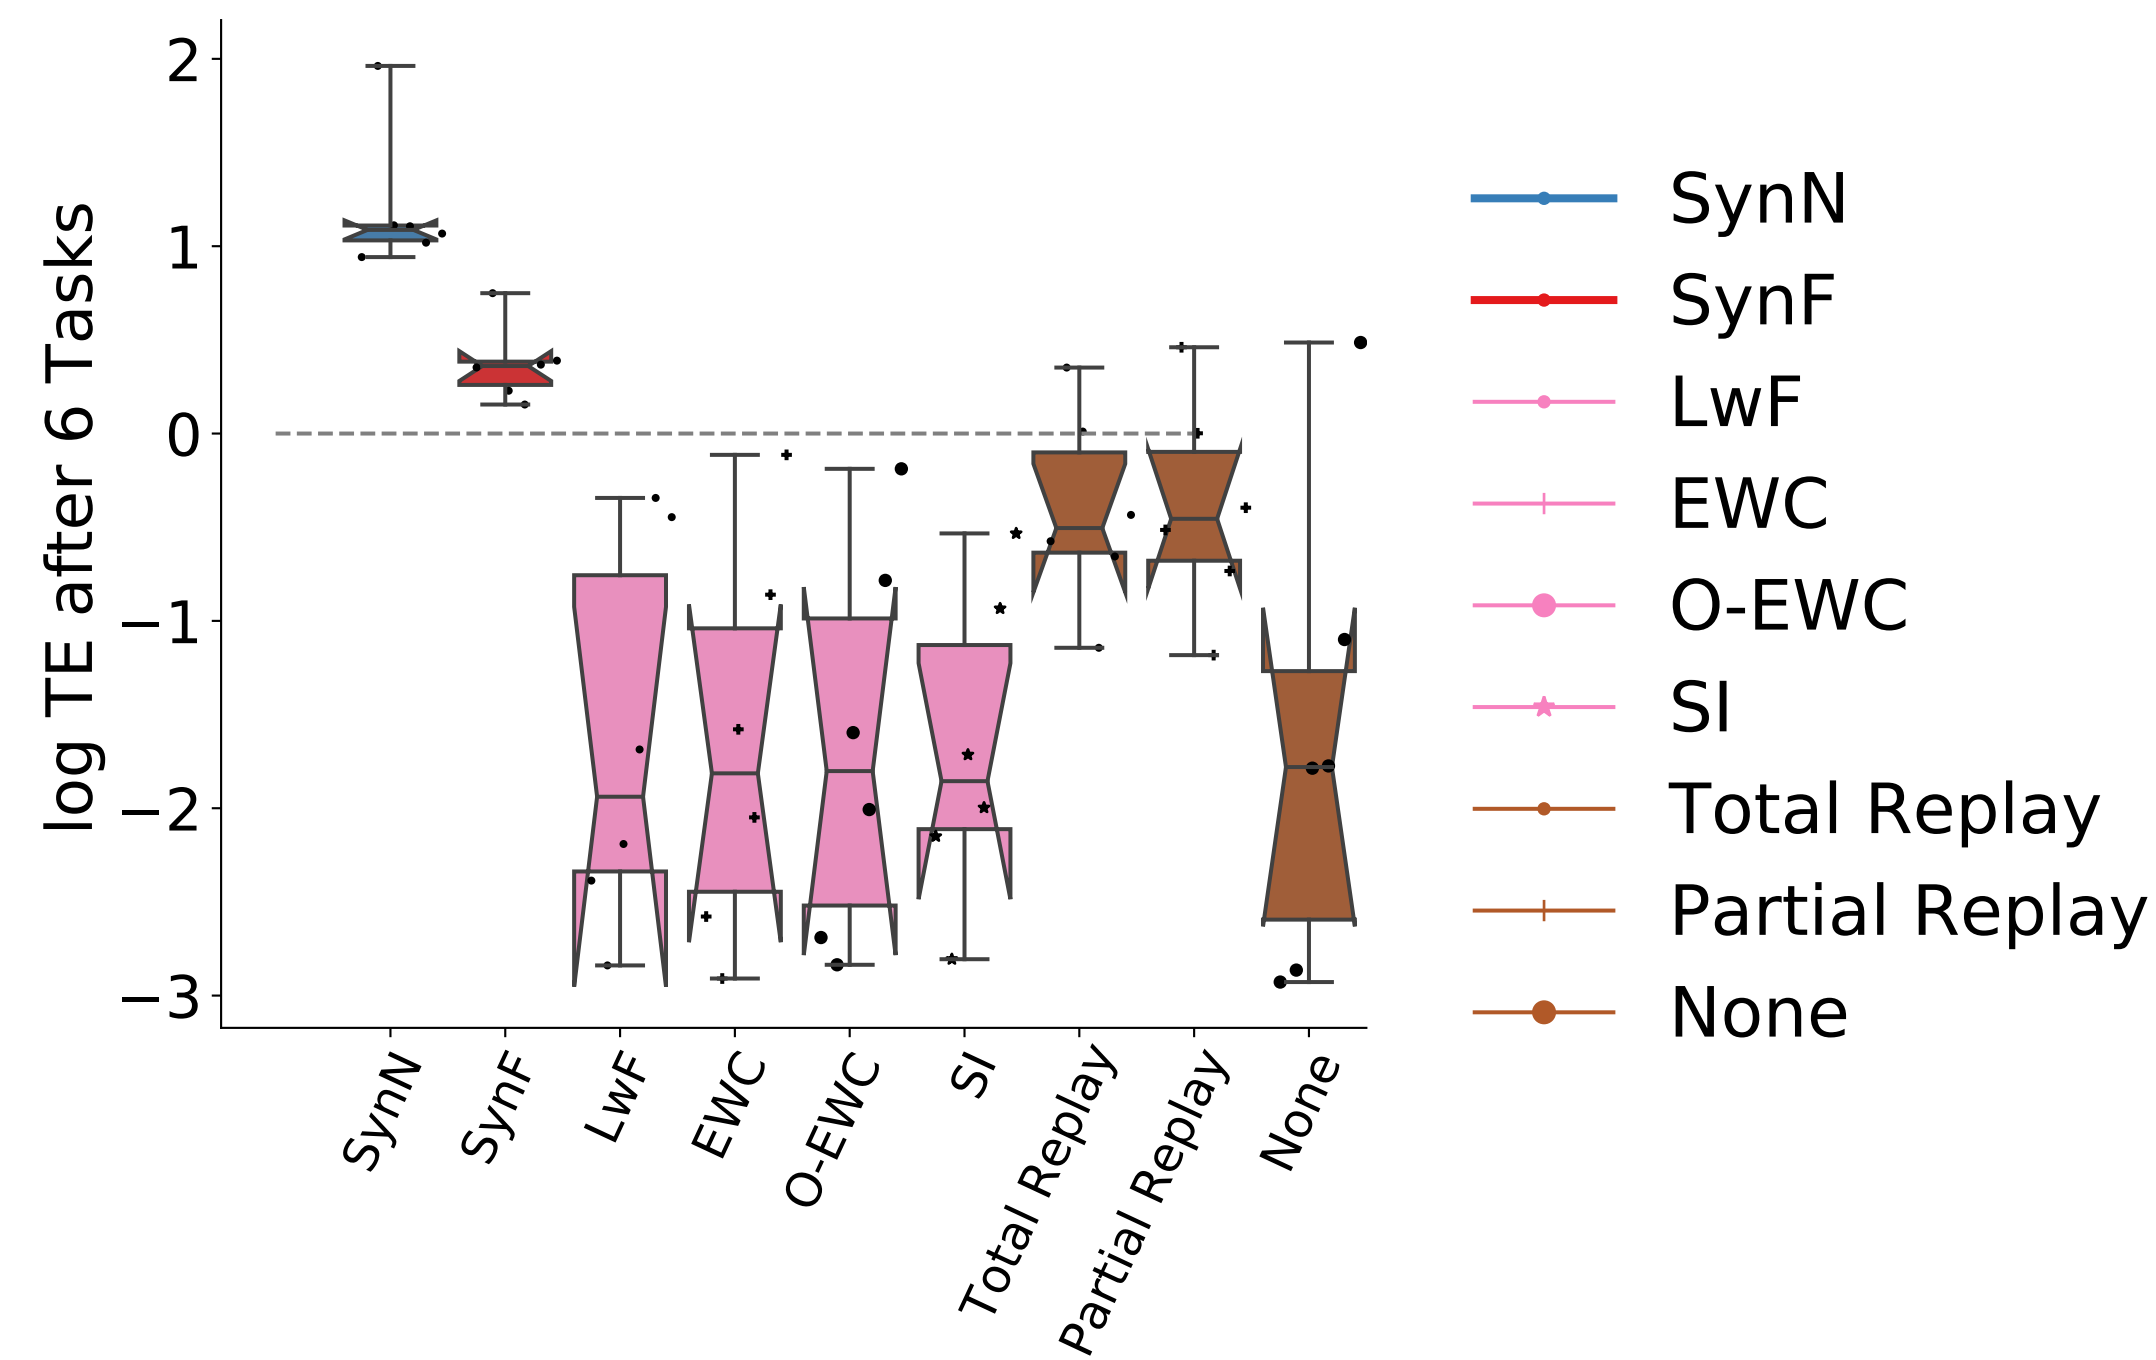 log TE after 6 Tasks
2
1
0
−1
−2
−3
SynN
SynF
LwF
EWC
O-EWC
SI
Total Replay
Partial Replay
None
SynN
SynF
LwF
EWC
O-EWC
SI
Total Replay
Partial Replay
None